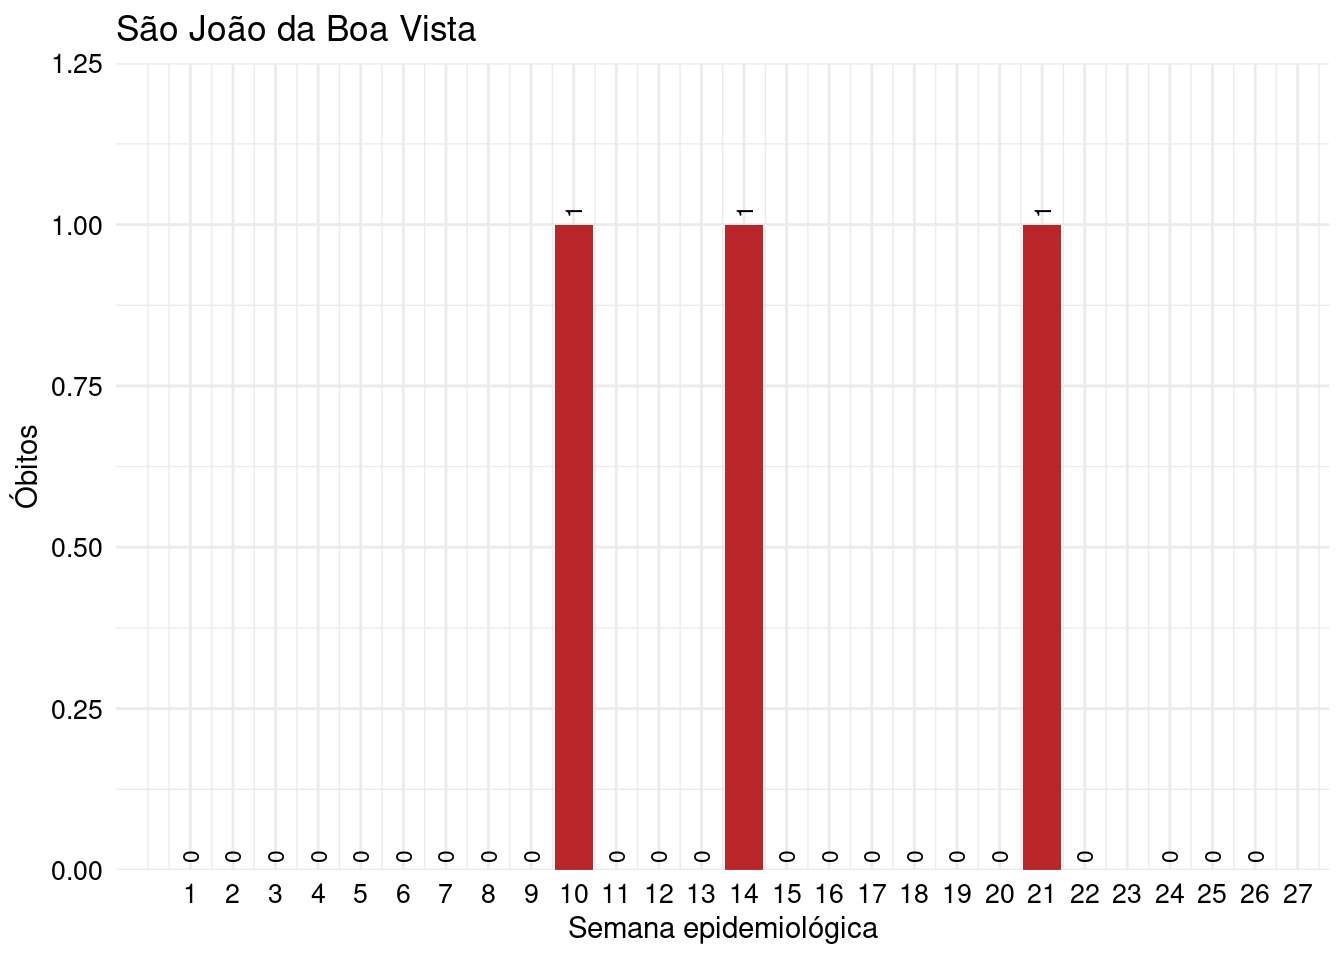 São João da Boa Vista
1.25
1.00
0.75
0.50
0.25
0.00
Óbitos
0 0 0 0 0 0 0 0 0 1 0 0 0 1 0 0 0 0 0 0 1 0 0 0 0
1 2 3 4 5 6 7 8 9 10 11 12 13 14 15 16 17 18 19 20 21 22 23 24 25 26 27
Semana epidemiológica